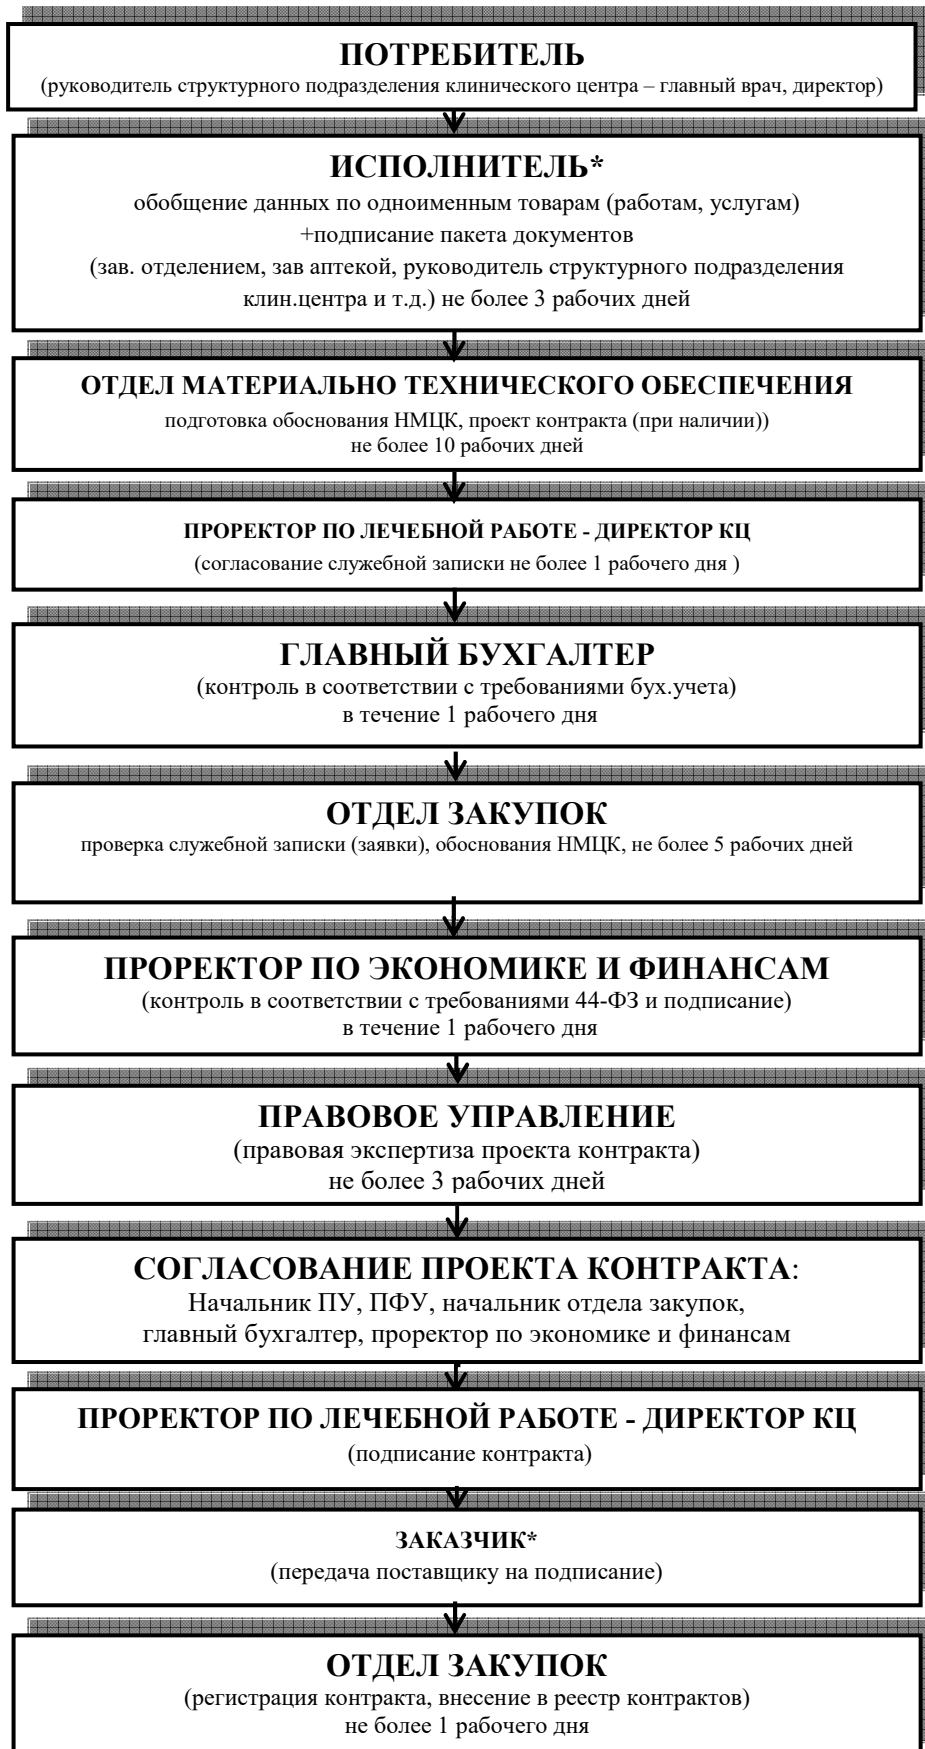 ПОТРЕБИТЕЛЬ
(руководитель структурного подразделения клинического центра – главный врач, директор)
ИСПОЛНИТЕЛЬ*
обобщение данных по одноименным товарам (работам, услугам)
+подписание пакета документов
(зав. отделением, зав аптекой, руководитель структурного подразделения
клин.центра и т.д.) не более 3 рабочих дней
ОТДЕЛ МАТЕРИАЛЬНО ТЕХНИЧЕСКОГО ОБЕСПЕЧЕНИЯ
подготовка обоснования НМЦК, проект контракта (при наличии))
не более 10 рабочих дней
ПРОРЕКТОР ПО ЛЕЧЕБНОЙ РАБОТЕ - ДИРЕКТОР КЦ
(согласование служебной записки не более 1 рабочего дня )
ГЛАВНЫЙ БУХГАЛТЕР
(контроль в соответствии с требованиями бух.учета)
в течение 1 рабочего дня
ОТДЕЛ ЗАКУПОК
проверка служебной записки (заявки), обоснования НМЦК, не более 5 рабочих дней
ПРОРЕКТОР ПО ЭКОНОМИКЕ И ФИНАНСАМ
(контроль в соответствии с требованиями 44-ФЗ и подписание)
в течение 1 рабочего дня
ПРАВОВОЕ УПРАВЛЕНИЕ
(правовая экспертиза проекта контракта)
не более 3 рабочих дней
СОГЛАСОВАНИЕ ПРОЕКТА КОНТРАКТА:
Начальник ПУ, ПФУ, начальник отдела закупок,
главный бухгалтер, проректор по экономике и финансам
ПРОРЕКТОР ПО ЛЕЧЕБНОЙ РАБОТЕ - ДИРЕКТОР КЦ
(подписание контракта)
ЗАКАЗЧИК*
(передача поставщику на подписание)
ОТДЕЛ ЗАКУПОК
(регистрация контракта, внесение в реестр контрактов)
не более 1 рабочего дня